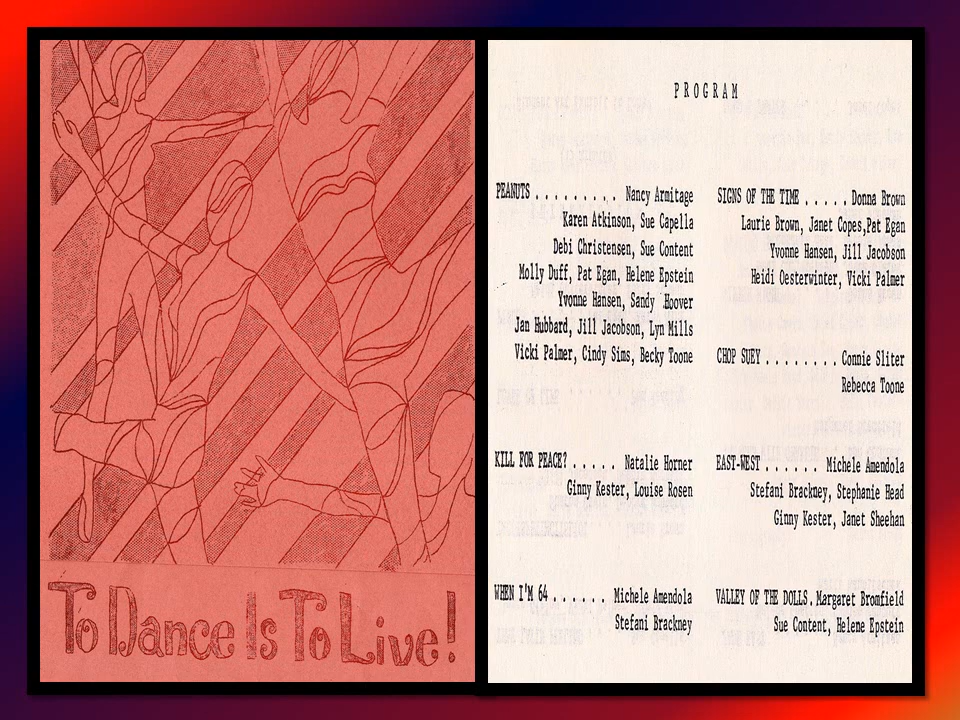 To Dance Is To Live!
PROGRAM
PEANUTS . . . . . . . . . Nancy Armitage
Karen Atkinson, Sue Capella
Debi Christensen, Sue Content
Molly Duff, Pat Egan, Helene Epstein
Yvonne Hansen, Sandy Hoover
Jan Hubbard, Jill Jacobson, Lyn Mills
Vicki Palmer, Cindy Sims, Becky Toone
KILL FOR PEACE? . . . . . Natalie Horner
Ginny Kester, Louise Rosen
WHEN I'M 64 . . . . . . Michele Amendola
Stefani Brackney
SIGNS OF THE TIME . . . . . Donna Brown
Laurie Brown, Janet Copes,Pat Egan
Yvonne Hansen, Jill Jacobson
Heidi Oesterwinter, Vicki Palmer
CHOP SUEY . . . . . . . . Connie Sliter
Rebecca Toone
EAST-WEST . . . . . . Michele Amendola
Stefani Brackney, Stephanie Head
Ginny Kester, Janet Sheehan
VALLEY OF THE DOLLS.Margaret Bromfield
Sue Content, Helene Epstein